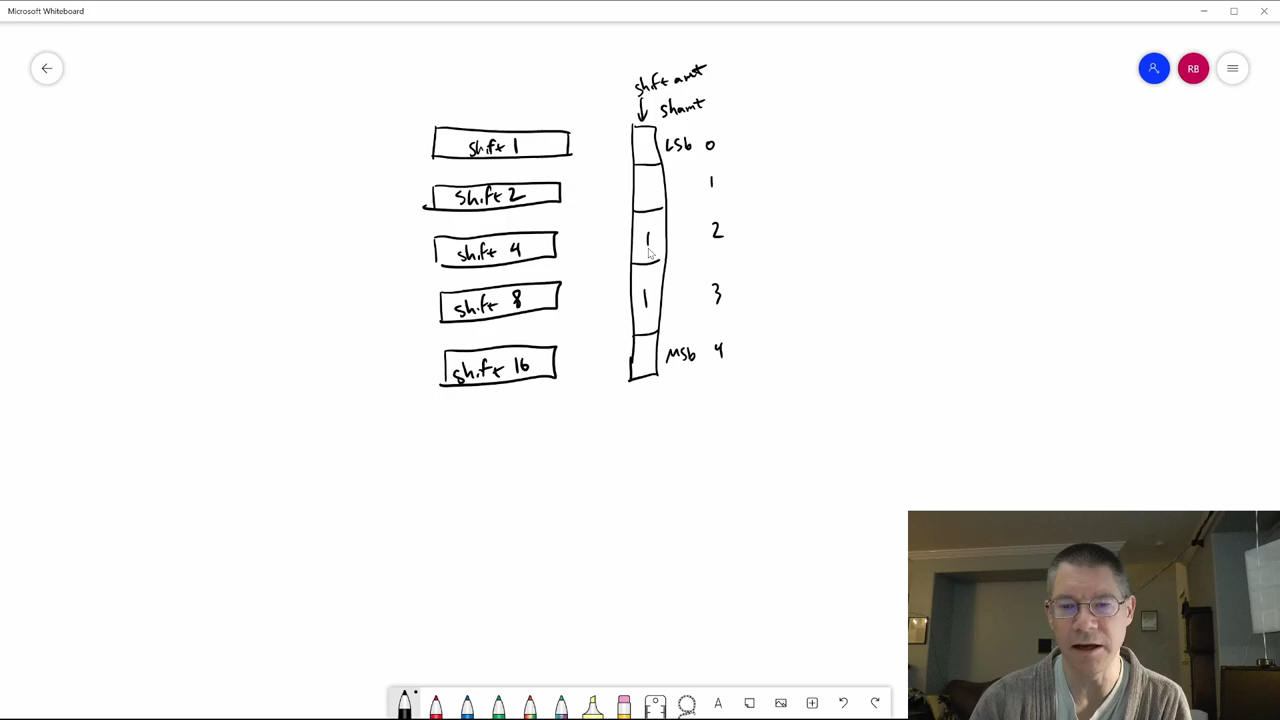 Microsoft Whiteboard
RB
shift amt
shamt
shift 1
LSb 0
shift 2
1
shift 4
1
2
shift 8
1
3
shift 16
MSb 4
A